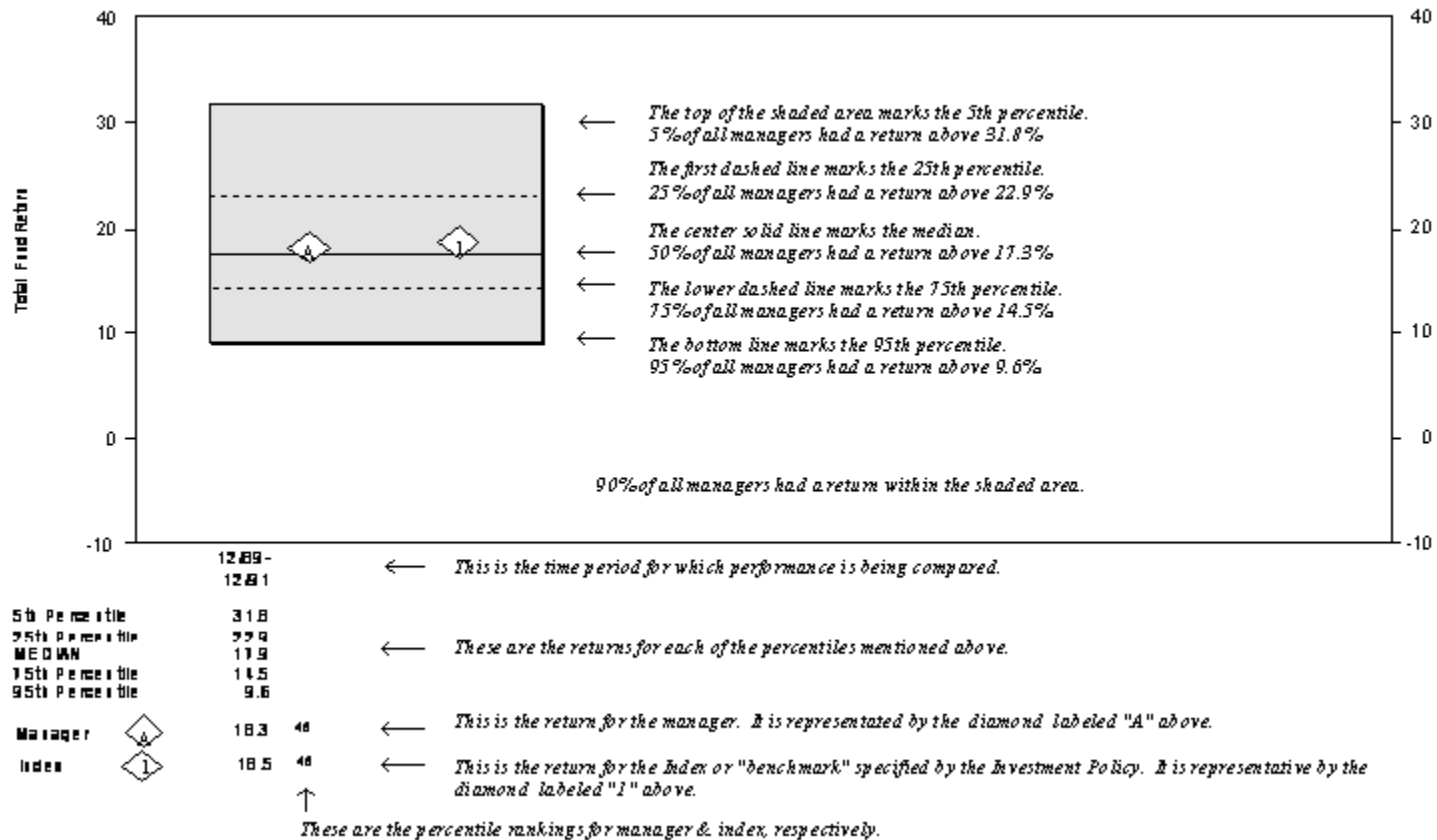 40 40
The top of the shaded area marks the 5th percentile.
30 30
5% of all managers had a return above 31.8%
The first dashed line marks the 25th percentile.
25% of all managers had a return above 22.9%
Total Fund Return
20 20
The center solid line marks the median.
A 1
50% of all managers had a return above 17.3%
The lower dashed line marks the 75th percentile.
75% of all managers had a return above 14.5%
10 10
The bottom line marks the 95th percentile.
95% of all managers had a return above 9.6%
0 0
90% of all managers had a return within the shaded area.
-10 -10
12/89 -
12/91
This is the time period for which performance is being compared.
5th Percentile 31.8
25th Percentile 22.9
MEDIAN 17.9
These are the returns for each of the percentiles mentioned above.
75th Percentile 14.5
95th Percentile 9.6
Manager A 18.3
This is the return for the manager. It is representated by the diamond labeled "A" above.
Index 1 18.5
This is the return for the Index or "benchmark" specified by the Investment Policy. It is representative by the
diamond labeled "1" above.
These are the percentile rankings for manager & index, respectively.